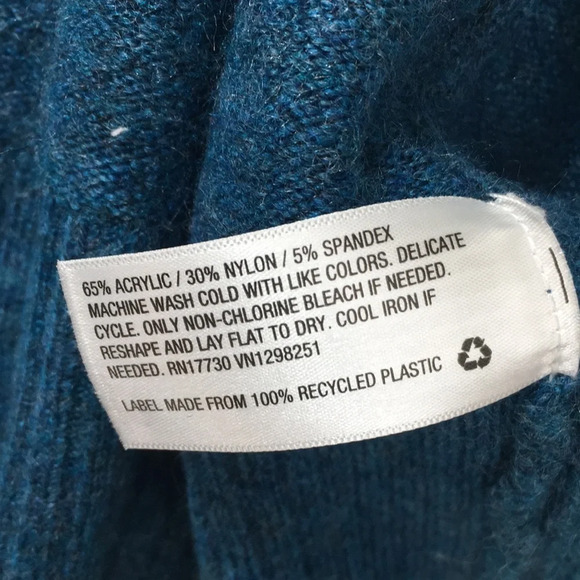 65% ACRYLIC / 30% NYLON / 5% SPANDEX
MACHINE WASH COLD WITH LIKE COLORS. DELICATE
CYCLE. ONLY NON-CHLORINE BLEACH IF NEEDED.
RESHAPE AND LAY FLAT TO DRY. COOL IRON IF
NEEDED. RN17730 VN1298251
LABEL MADE FROM 100% RECYCLED PLASTIC